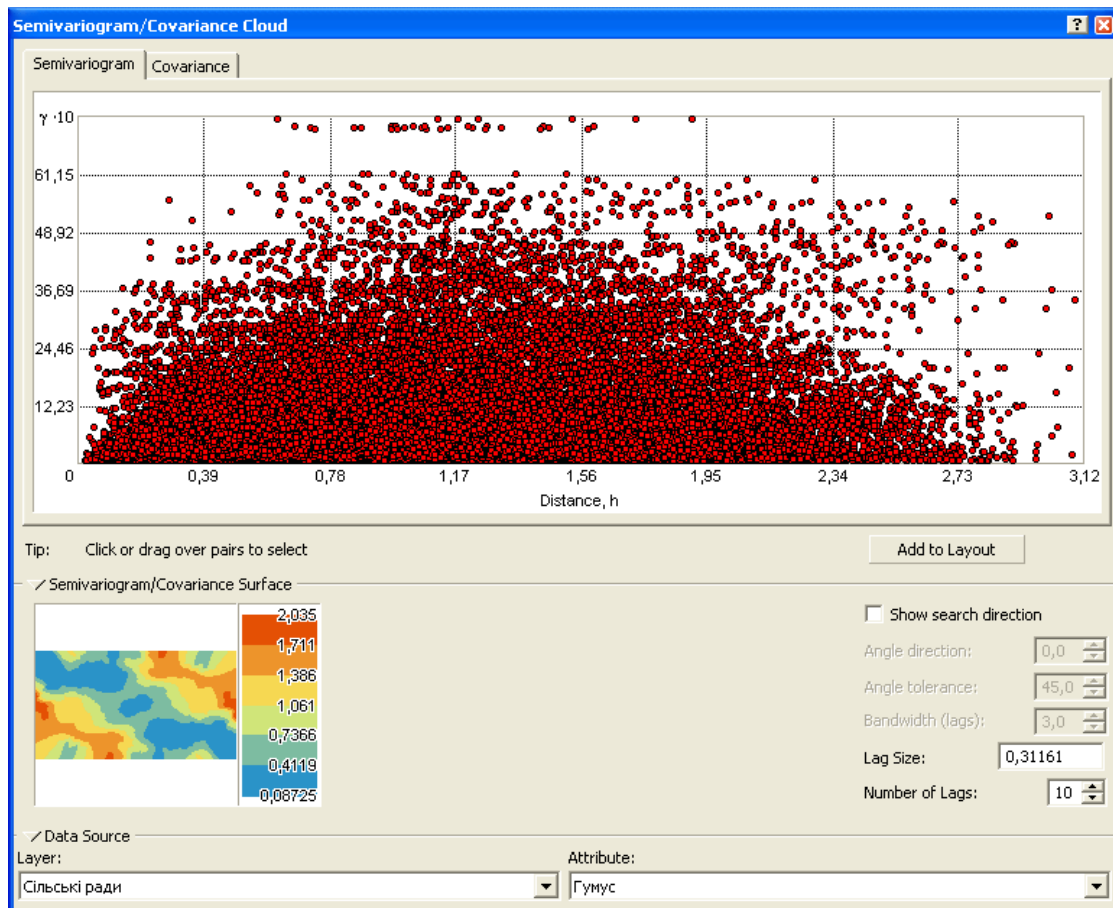 Semivariogram/Covariance Cloud
Semivariogram Covariance
γ ·10
61,15
48,92
36,69
24,46
12,23
0 0,39 0,78 1,17 1,56 1,95 2,34 2,73 3,12
Distance, h
Tip: Click or drag over pairs to select Add to Layout
Semivariogram/Covariance Surface
2,035
1,711
1,386
1,061
0,7366
0,4119
0,08725
Show search direction
Angle direction: 0,0
Angle tolerance: 45,0
Bandwidth (lags): 3,0
Lag Size: 0,31161
Number of Lags: 10
Data Source
Layer: Attribute:
Сільські ради Гумус